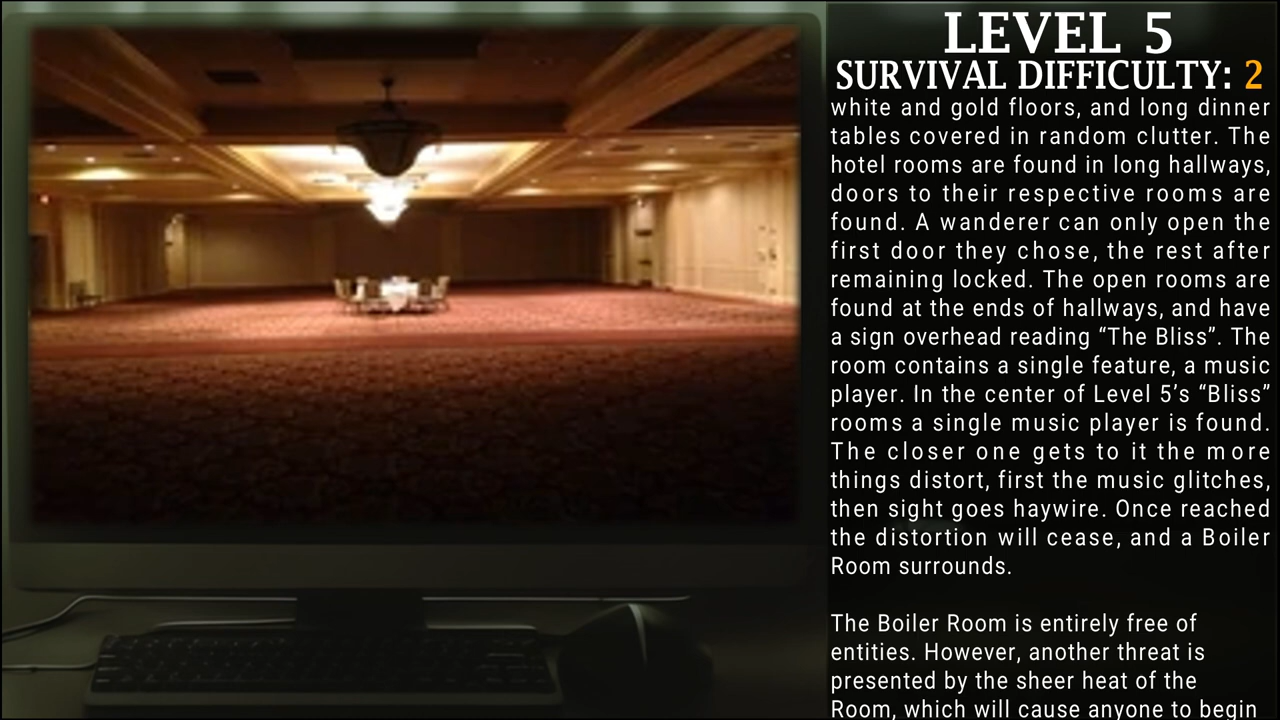 LEVEL 5
SURVIVAL DIFFICULTY: 2
white and gold floors, and long dinner
tables covered in random clutter. The
hotel rooms are found in long hallways,
doors to their respective rooms are
found. A wanderer can only open the
first door they chose, the rest after
remaining locked. The open rooms are
found at the ends of hallways, and have
a sign overhead reading “The Bliss”. The
room contains a single feature, a music
player. In the center of Level 5’s “Bliss”
rooms a single music player is found.
The closer one gets to it the more
things distort, first the music glitches,
then sight goes haywire. Once reached
the distortion will cease, and a Boiler
Room surrounds.
The Boiler Room is entirely free of
entities. However, another threat is
presented by the sheer heat of the
Room, which will cause anyone to begin